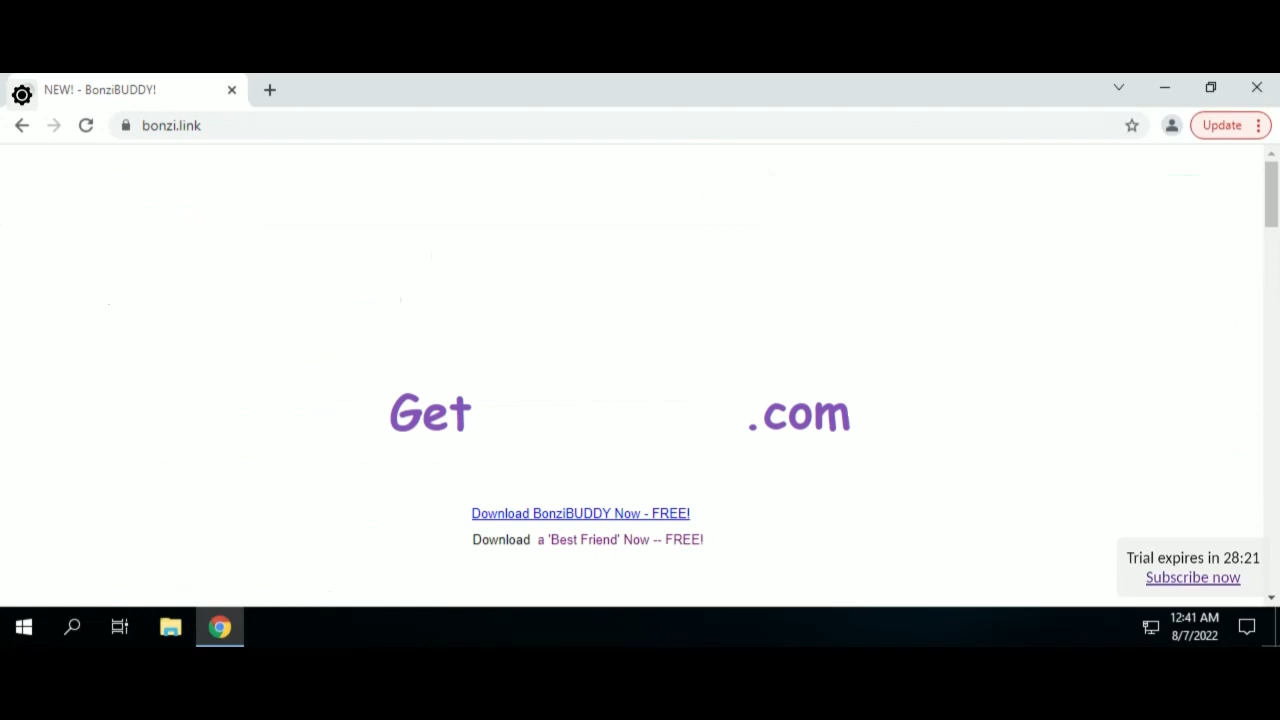 NEW! - BonziBUDDY!
bonzi.link
Update
Get .com
Download BonziBUDDY Now - FREE!
Download a 'Best Friend' Now -- FREE!
Trial expires in 28:21
Subscribe now
12:41 AM
8/7/2022